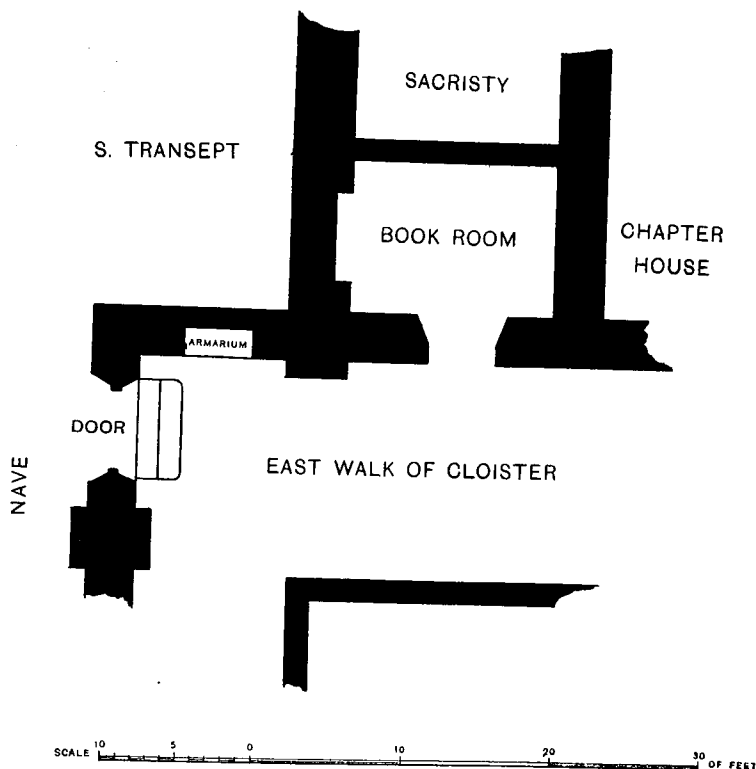 SACRISTY
S. TRANSEPT
BOOK ROOM
CHAPTER
HOUSE
ARMARIUM
DOOR
NAVE
EAST WALK OF CLOISTER
SCALE 10 5 0 10 20 30 OF FEET